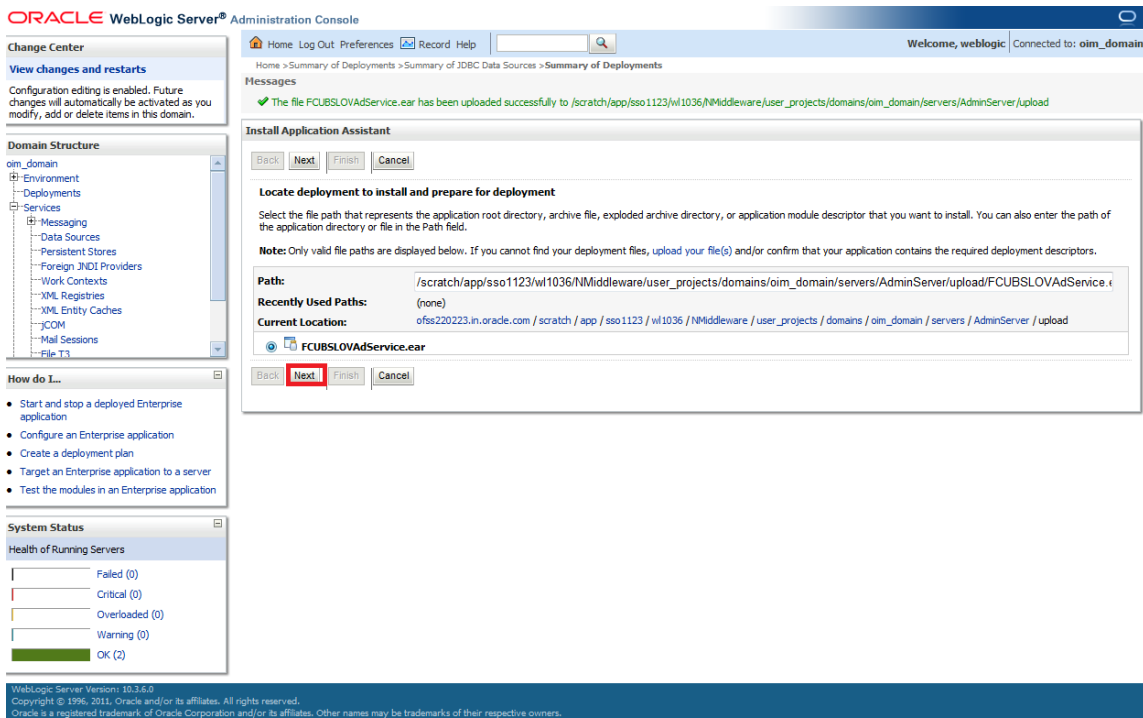 ORACLE WebLogic Server® Administration Console
Change Center
View changes and restarts
Configuration editing is enabled. Future
changes will automatically be activated as you
modify, add or delete items in this domain.
Domain Structure
oim_domain
Environment
Deployments
Services
Messaging
Data Sources
Persistent Stores
Foreign JNDI Providers
Work Contexts
XML Registries
XML Entity Caches
jCOM
Mail Sessions
File T3
How do I...
Start and stop a deployed Enterprise
application
Configure an Enterprise application
Create a deployment plan
Target an Enterprise application to a server
Test the modules in an Enterprise application
System Status
Health of Running Servers
Failed (0)
Critical (0)
Overloaded (0)
Warning (0)
OK (2)
Home Log Out Preferences Record Help
Welcome, weblogic Connected to: oim_domain
Home >Summary of Deployments >Summary of JDBC Data Sources >Summary of Deployments
Messages
The file FCUBSLOVAdService.ear has been uploaded successfully to /scratch/app/sso1123/wl1036/NMiddleware/user_projects/domains/oim_domain/servers/AdminServer/upload
Install Application Assistant
Back Next Finish Cancel
Locate deployment to install and prepare for deployment
Select the file path that represents the application root directory, archive file, exploded archive directory, or application module descriptor that you want to install. You can also enter the path of
the application directory or file in the Path field.
Note: Only valid file paths are displayed below. If you cannot find your deployment files, upload your file(s) and/or confirm that your application contains the required deployment descriptors.
Path: /scratch/app/sso1123/wl1036/NMiddleware/user_projects/domains/oim_domain/servers/AdminServer/upload/FCUBSLOVAdService.e
Recently Used Paths: (none)
Current Location: ofss220223.in.oracle.com / scratch / app / sso1123 / wl1036 / NMiddleware / user_projects / domains / oim_domain / servers / AdminServer / upload
FCUBSLOVAdService.ear
Back Next Finish Cancel
WebLogic Server Version: 10.3.6.0
Copyright © 1996, 2011, Oracle and/or its affiliates. All rights reserved.
Oracle is a registered trademark of Oracle Corporation and/or its affiliates. Other names may be trademarks of their respective owners.